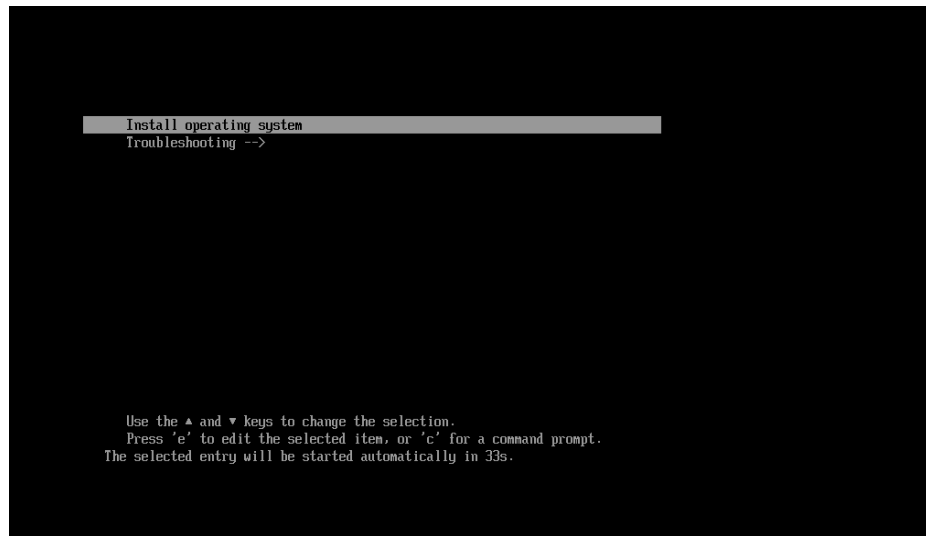 Install operating system
Troubleshooting -->
Use the ▲ and ▼ keys to change the selection.
Press 'e' to edit the selected item, or 'c' for a command prompt.
The selected entry will be started automatically in 33s.